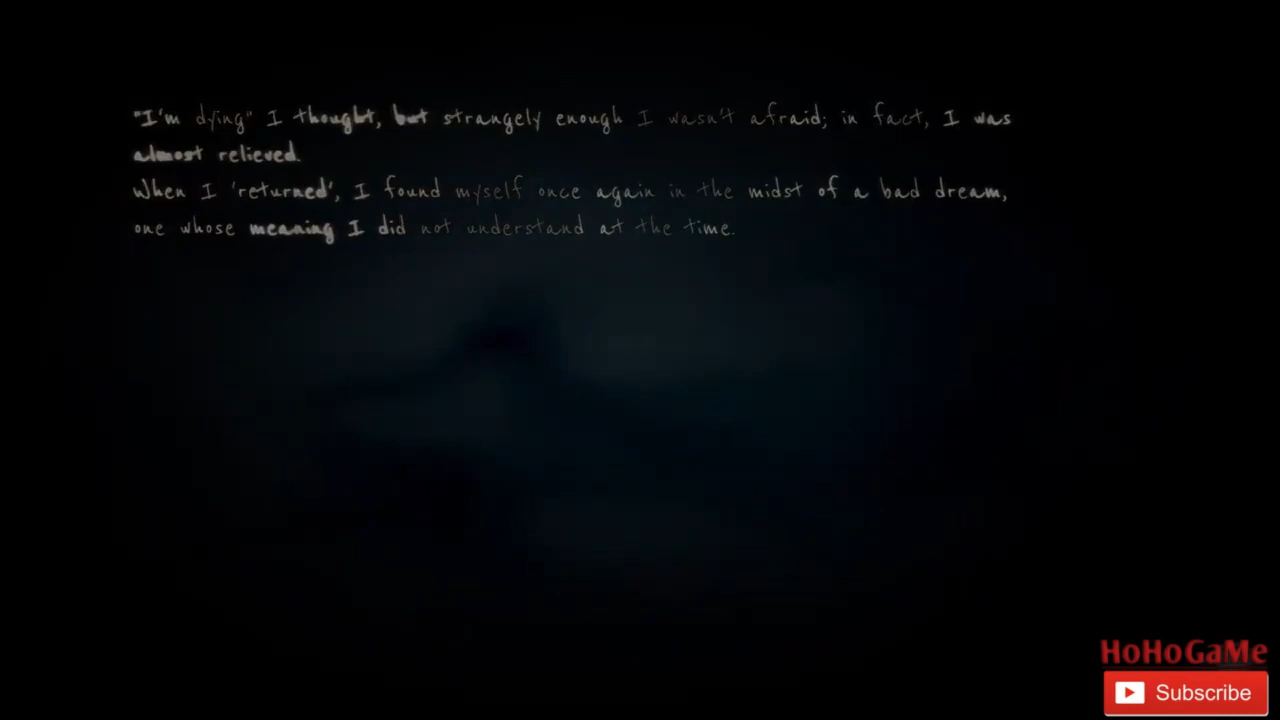 "I'm dying" I thought, but strangely enough I wasn't afraid; in fact, I was
almost relieved.
When I 'returned', I found myself once again in the midst of a bad dream,
one whose meaning I did not understand at the time.
HoHoGaMe
Subscribe